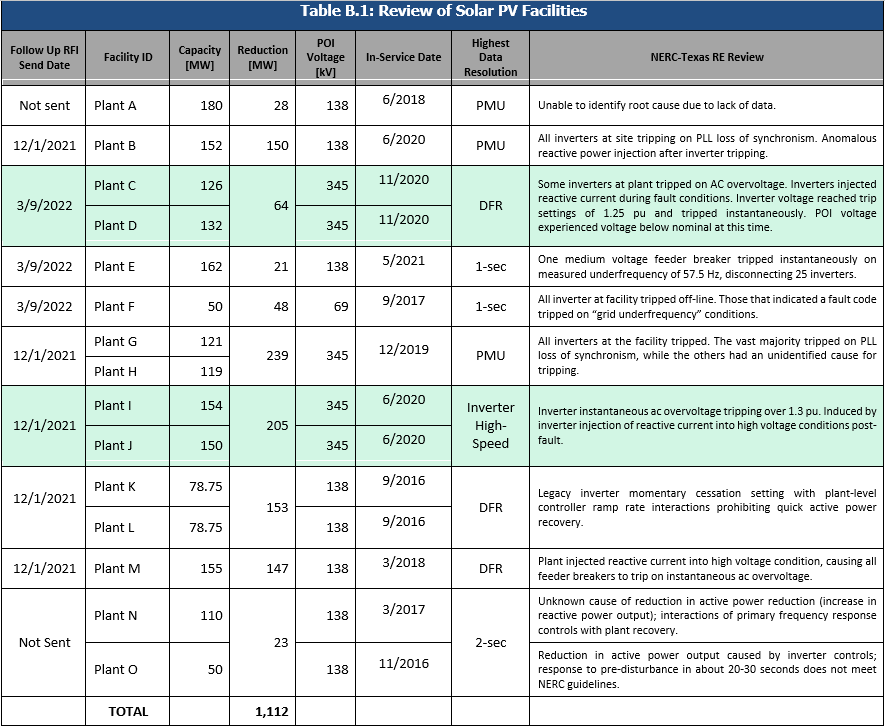 Table B.1: Review of Solar PV Facilities
Follow Up RFI Send Date | Facility ID | Capacity [MW] | Reduction [MW] | POI Voltage [kV] | In-Service Date | Highest Data Resolution | NERC-Texas RE Review
Not sent | Plant A | 180 | 28 | 138 | 6/2018 | PMU | Unable to identify root cause due to lack of data.
12/1/2021 | Plant B | 152 | 150 | 138 | 6/2020 | PMU | All inverters at site tripping on PLL loss of synchronism. Anomalous
reactive power injection after inverter tripping.
3/9/2022 | Plant C | 126 | 64 | 345 | 11/2020 | DFR | Some inverters at plant tripped on AC overvoltage. Inverters injected
reactive current during fault conditions. Inverter voltage reached trip
settings of 1.25 pu and tripped instantaneously. POI voltage
experienced voltage below nominal at this time.
Plant D | 132 | 345 | 11/2020
3/9/2022 | Plant E | 162 | 21 | 138 | 5/2021 | 1-sec | One medium voltage feeder breaker tripped instantaneously on
measured underfrequency of 57.5 Hz, disconnecting 25 inverters.
3/9/2022 | Plant F | 50 | 48 | 69 | 9/2017 | 1-sec | All inverter at facility tripped off-line. Those that indicated a fault code
tripped on “grid underfrequency” conditions.
12/1/2021 | Plant G | 121 | 239 | 345 | 12/2019 | PMU | All inverters at the facility tripped. The vast majority tripped on PLL
loss of synchronism, while the others had an unidentified cause for
tripping.
Plant H | 119
12/1/2021 | Plant I | 154 | 205 | 345 | 6/2020 | Inverter High-Speed | Inverter instantaneous ac overvoltage tripping over 1.3 pu. Induced by
inverter injection of reactive current into high voltage conditions post-
fault.
Plant J | 150 | 345 | 6/2020
12/1/2021 | Plant K | 78.75 | 153 | 138 | 9/2016 | DFR | Legacy inverter momentary cessation setting with plant-level
controller ramp rate interactions prohibiting quick active power
recovery.
Plant L | 78.75 | 138 | 9/2016
12/1/2021 | Plant M | 155 | 147 | 138 | 3/2018 | DFR | Plant injected reactive current into high voltage condition, causing all
feeder breakers to trip on instantaneous ac overvoltage.
Not Sent | Plant N | 110 | 23 | 138 | 3/2017 | 2-sec | Unknown cause of reduction in active power reduction (increase in
reactive power output); interactions of primary frequency response
controls with plant recovery.
Plant O | 50 | 138 | 11/2016 | Reduction in active power output caused by inverter controls;
response to pre-disturbance in about 20-30 seconds does not meet
NERC guidelines.
TOTAL | 1,112